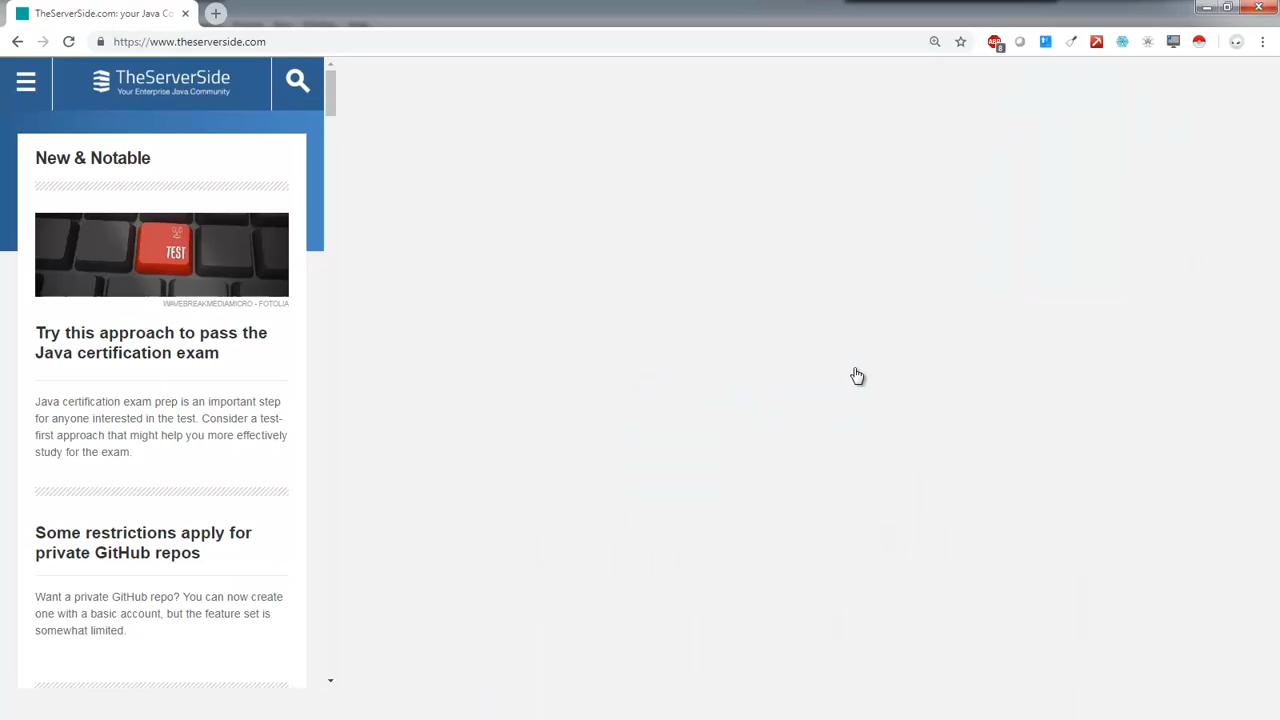 TheServerSide.com: your Java Co
https://www.theserverside.com
8
TheServerSide
Your Enterprise Java Community
New & Notable
TEST
WAVEBREAKMEDIAMICRO - FOTOLIA
Try this approach to pass the
Java certification exam
Java certification exam prep is an important step
for anyone interested in the test. Consider a test-
first approach that might help you more effectively
study for the exam.
Some restrictions apply for
private GitHub repos
Want a private GitHub repo? You can now create
one with a basic account, but the feature set is
somewhat limited.